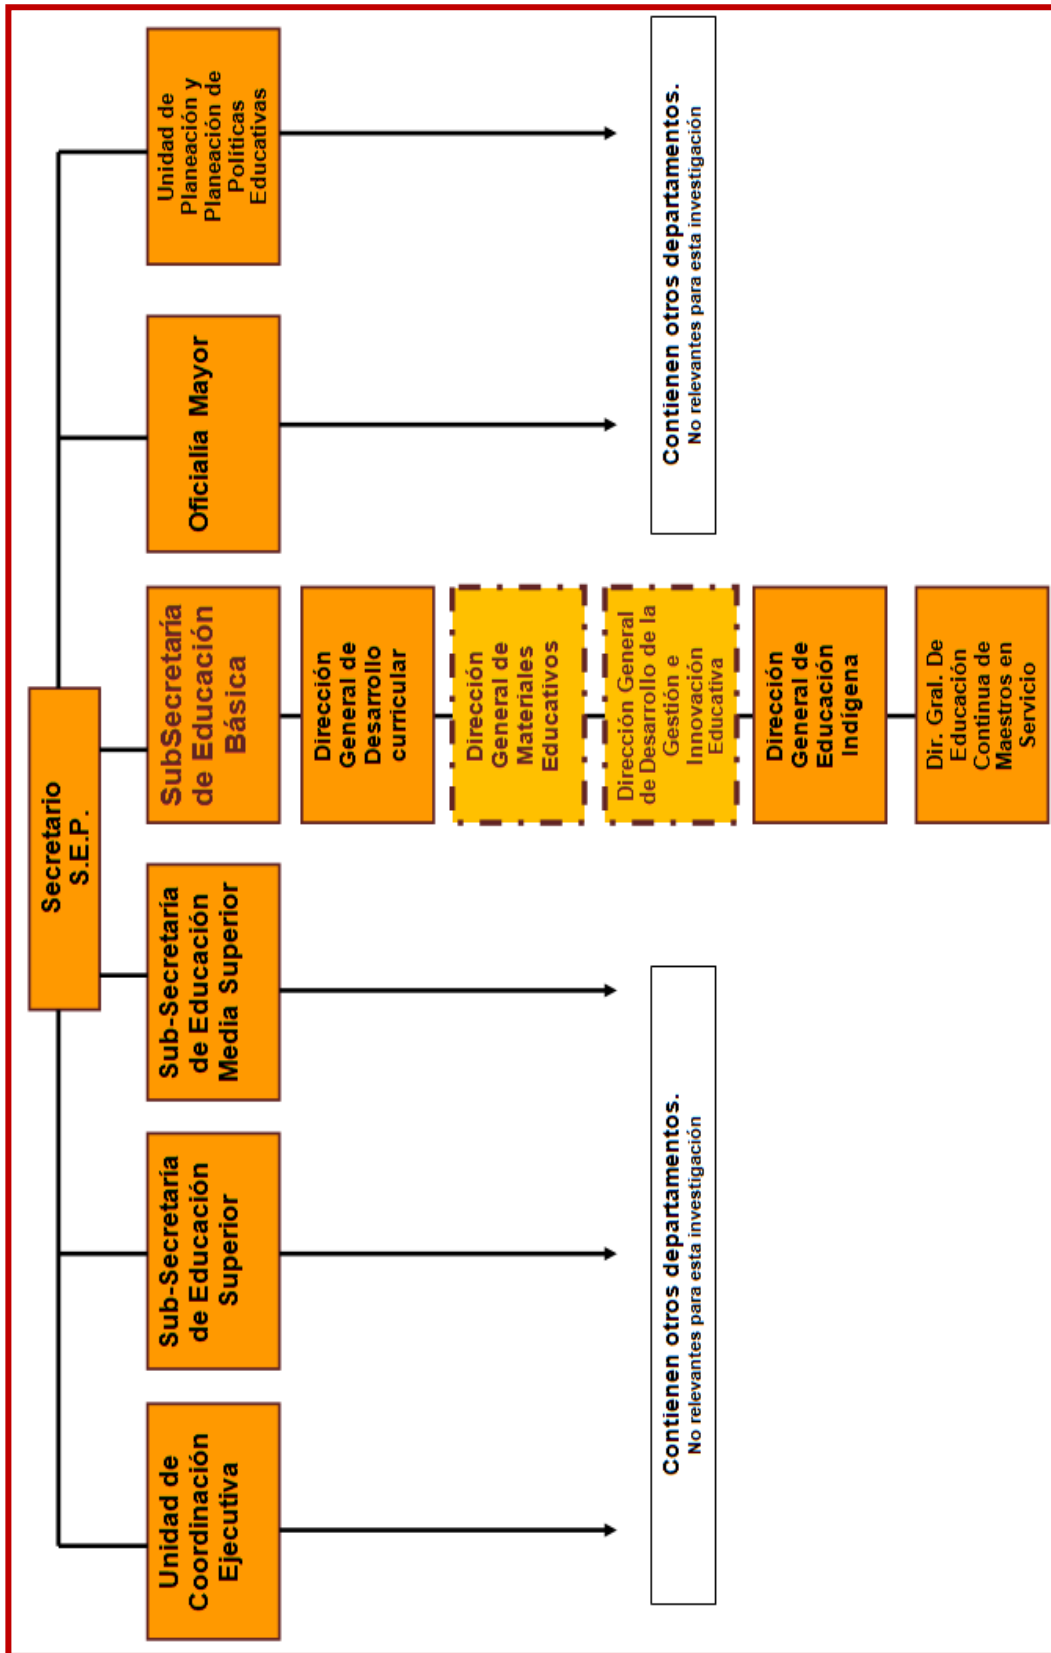 Secretario
S.E.P.
Unidad de
Coordinación
Ejecutiva
Sub-Secretaría
de Educación
Superior
Sub-Secretaría
de Educación
Media Superior
SubSecretaría
de Educación
Básica
Oficialía Mayor
Unidad de
Planeación y
Planeación de
Políticas
Educativas
Dirección
General de
Desarrollo
curricular
Dirección
General de
Materiales
Educativos
Dirección General
de Desarrollo de la
Gestión e
Innovación
Educativa
Dirección
General de
Educación
Indígena
Dir. Gral. De
Educación
Continua de
Maestros en
Servicio
Contienen otros departamentos.
No relevantes para esta investigación
Contienen otros departamentos.
No relevantes para esta investigación